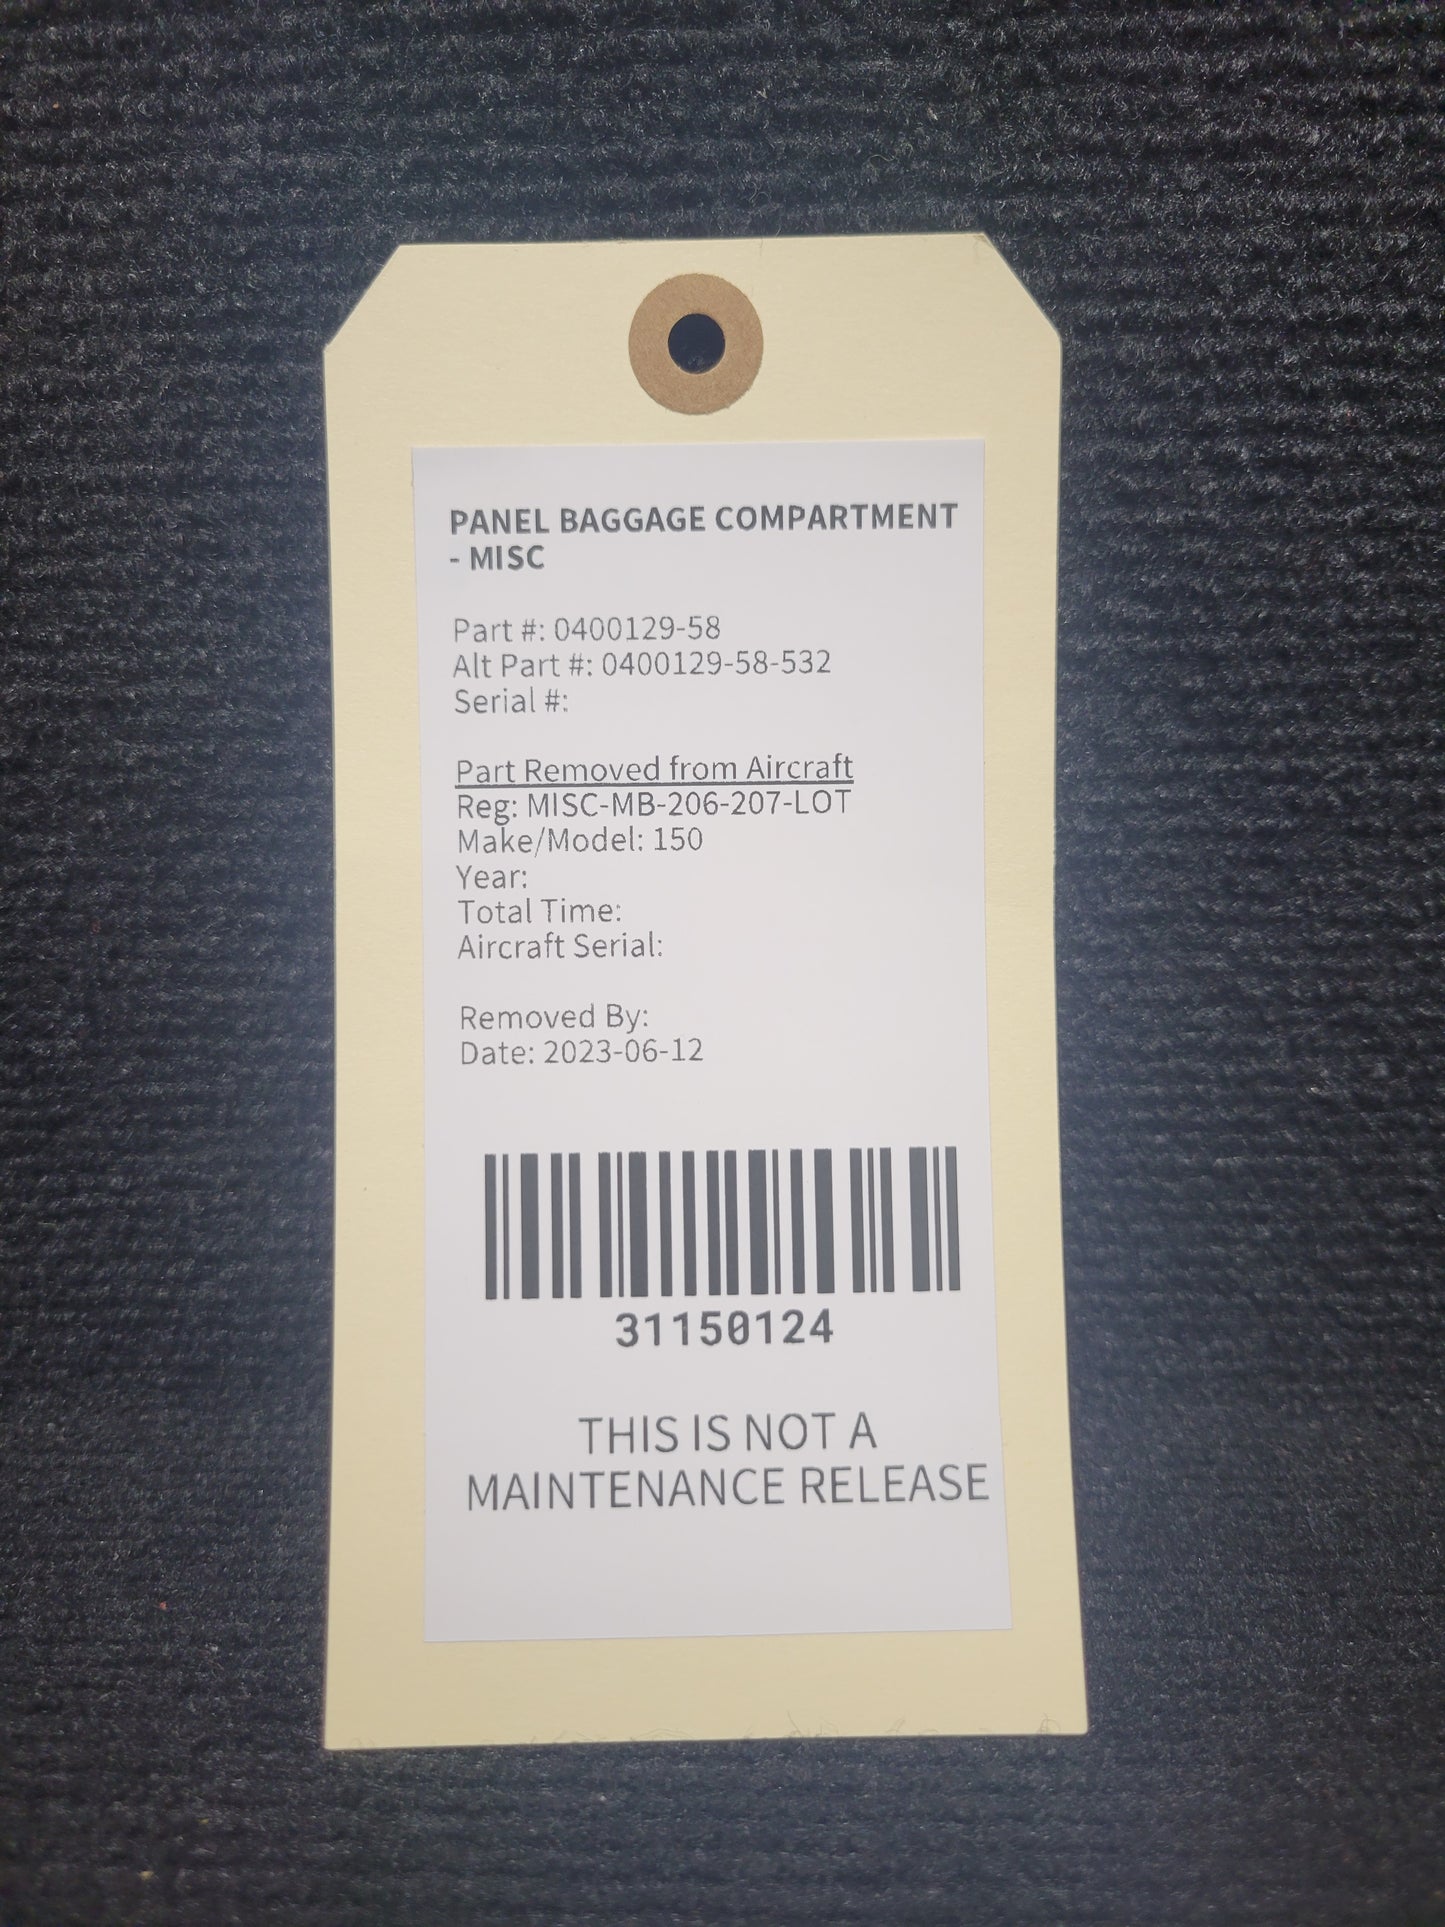 PANEL BAGGAGE COMPARTMENT
- MISC
Part #: 0400129-58
Alt Part #: 0400129-58-532
Serial #:
Part Removed from Aircraft
Reg: MISC-MB-206-207-LOT
Make/Model: 150
Year:
Total Time:
Aircraft Serial:
Removed By:
Date: 2023-06-12
31150124
THIS IS NOT A
MAINTENANCE RELEASE